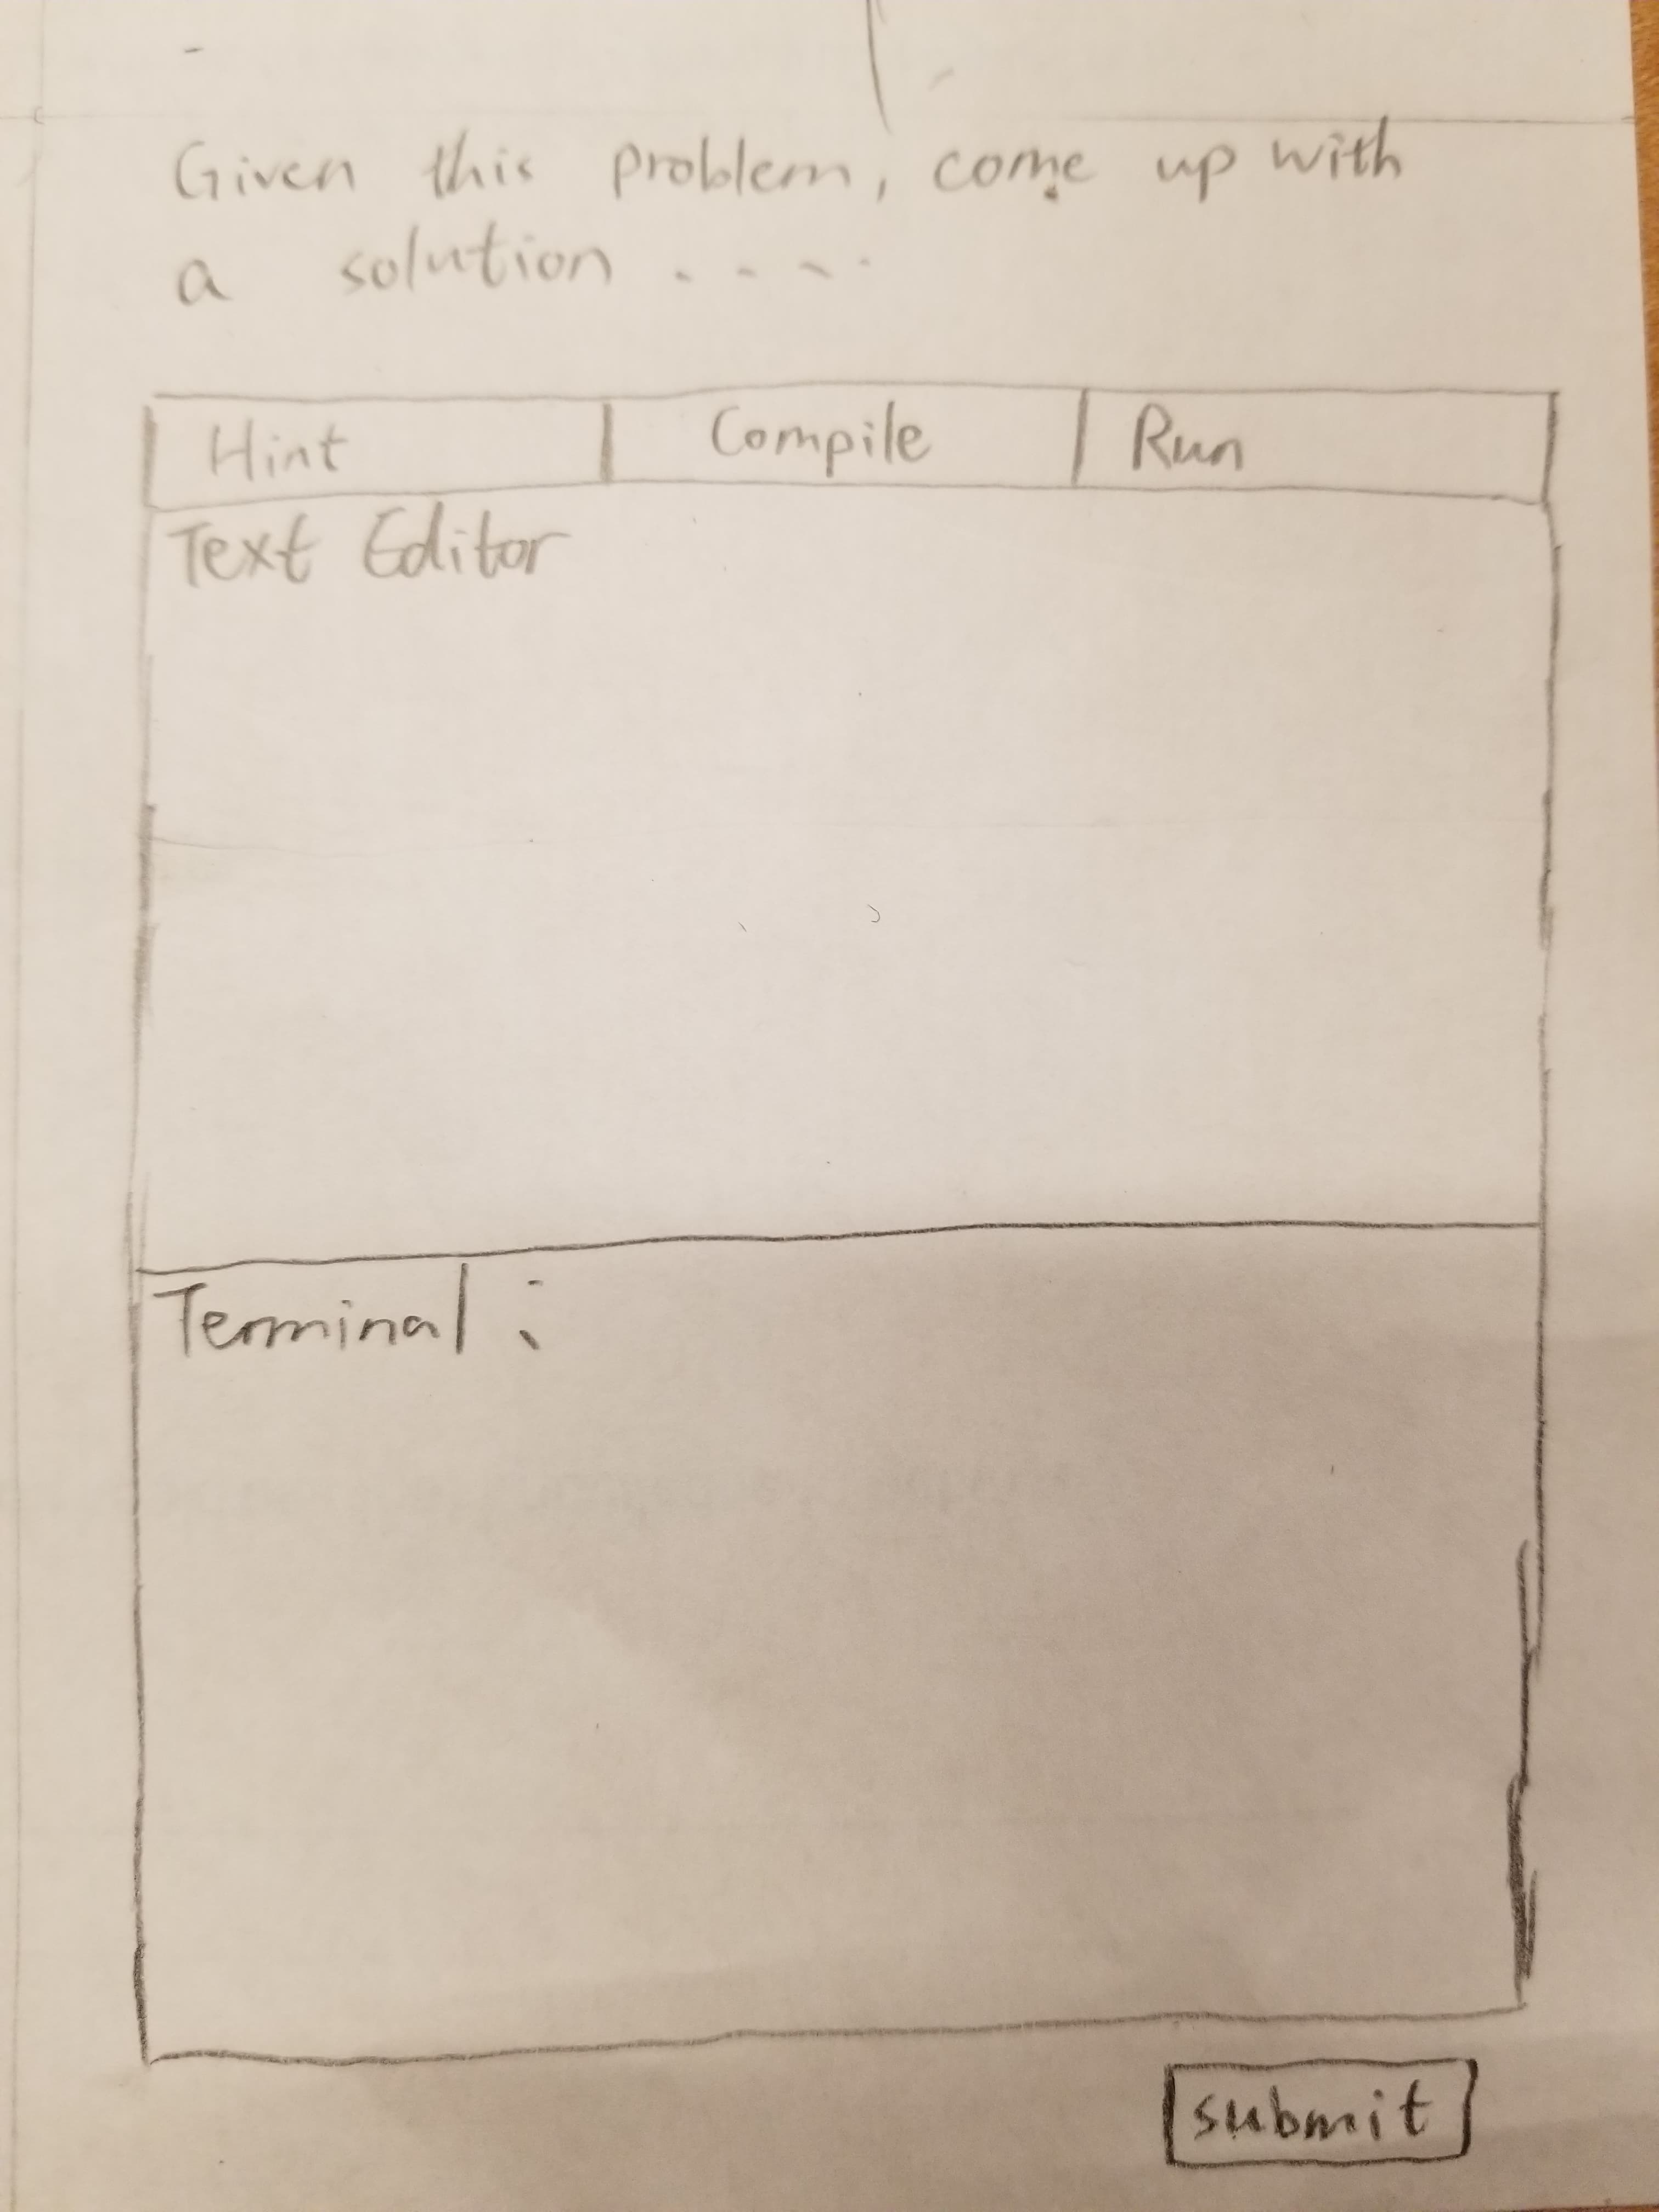 Given this problem, come up with
a solution ....
Hint Compile Run
Text Editor
Terminal :
submit